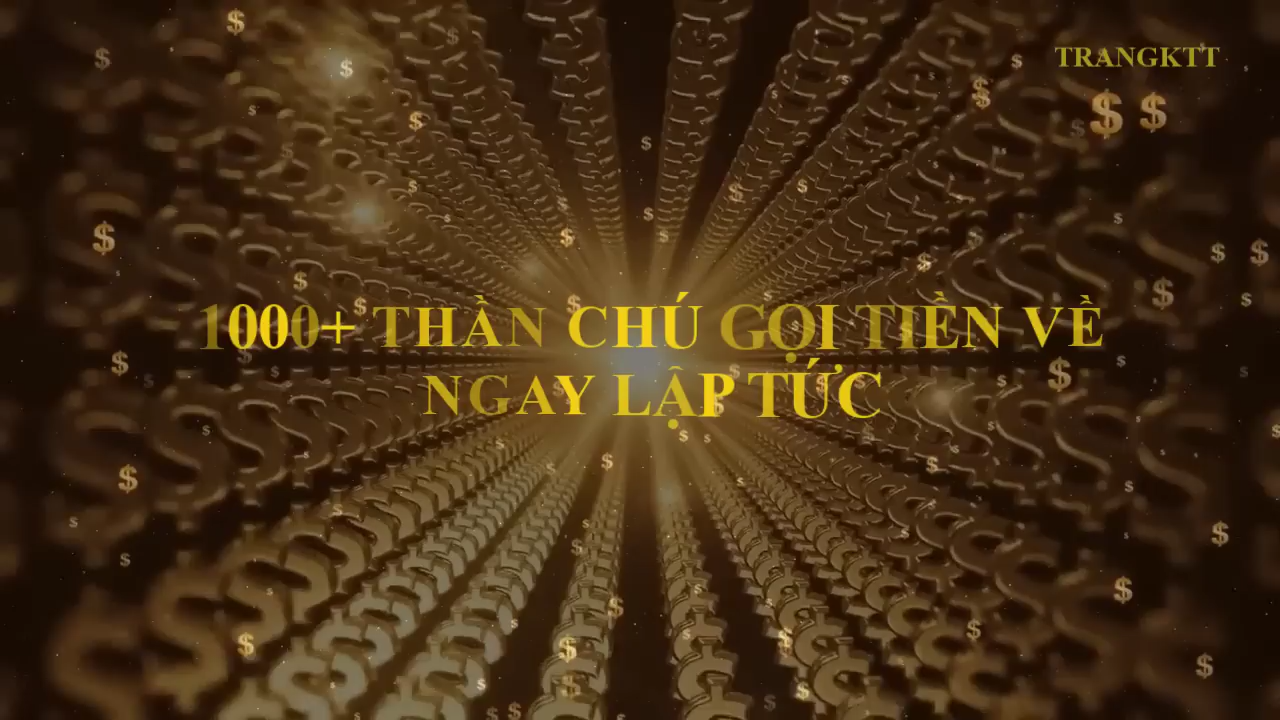 TRANGKTT
1000+ THẦN CHÚ GỌI TIỀN VỀ
NGAY LẬP TỨC